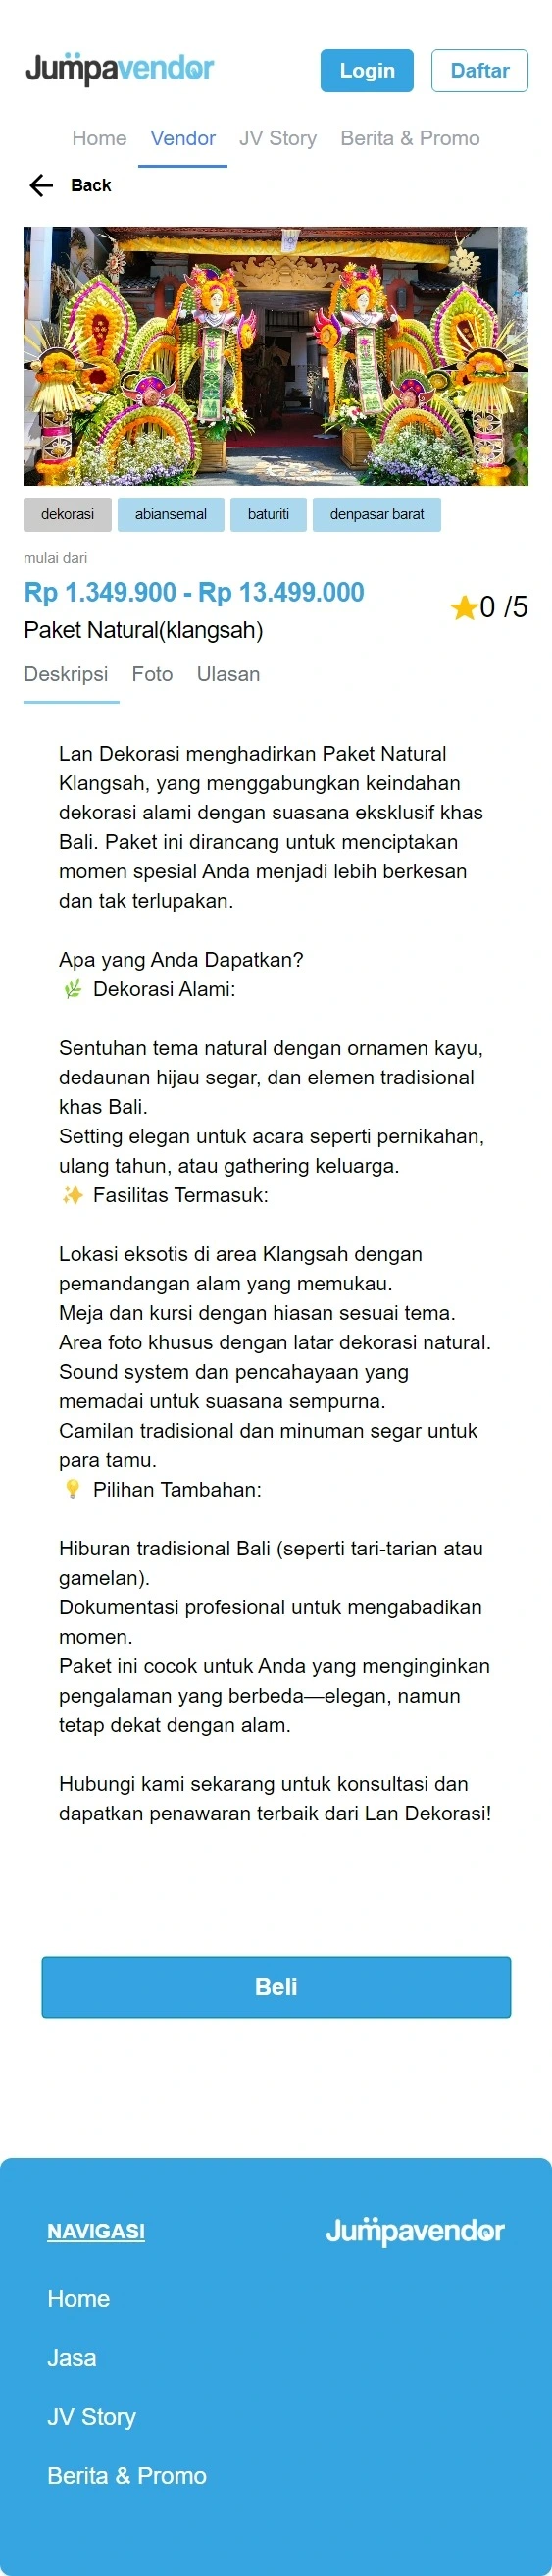 Jumpavendor
Login
Daftar
Home
Vendor
JV Story
Berita & Promo
Back
dekorasi
abiansemal
baturiti
denpasar barat
mulai dari
Rp 1.349.900 - Rp 13.499.000
0 /5
Paket Natural(klangsah)
Deskripsi
Foto
Ulasan
Lan Dekorasi menghadirkan Paket Natural
Klangsah, yang menggabungkan keindahan
dekorasi alami dengan suasana eksklusif khas
Bali. Paket ini dirancang untuk menciptakan
momen spesial Anda menjadi lebih berkesan
dan tak terlupakan.
Apa yang Anda Dapatkan?
🌿 Dekorasi Alami:
Sentuhan tema natural dengan ornamen kayu,
dedaunan hijau segar, dan elemen tradisional
khas Bali.
Setting elegan untuk acara seperti pernikahan,
ulang tahun, atau gathering keluarga.
✨ Fasilitas Termasuk:
Lokasi eksotis di area Klangsah dengan
pemandangan alam yang memukau.
Meja dan kursi dengan hiasan sesuai tema.
Area foto khusus dengan latar dekorasi natural.
Sound system dan pencahayaan yang
memadai untuk suasana sempurna.
Camilan tradisional dan minuman segar untuk
para tamu.
💡 Pilihan Tambahan:
Hiburan tradisional Bali (seperti tari-tarian atau
gamelan).
Dokumentasi profesional untuk mengabadikan
momen.
Paket ini cocok untuk Anda yang menginginkan
pengalaman yang berbeda—elegan, namun
tetap dekat dengan alam.
Hubungi kami sekarang untuk konsultasi dan
dapatkan penawaran terbaik dari Lan Dekorasi!
Beli
NAVIGASI
Jumpavendor
Home
Jasa
JV Story
Berita & Promo